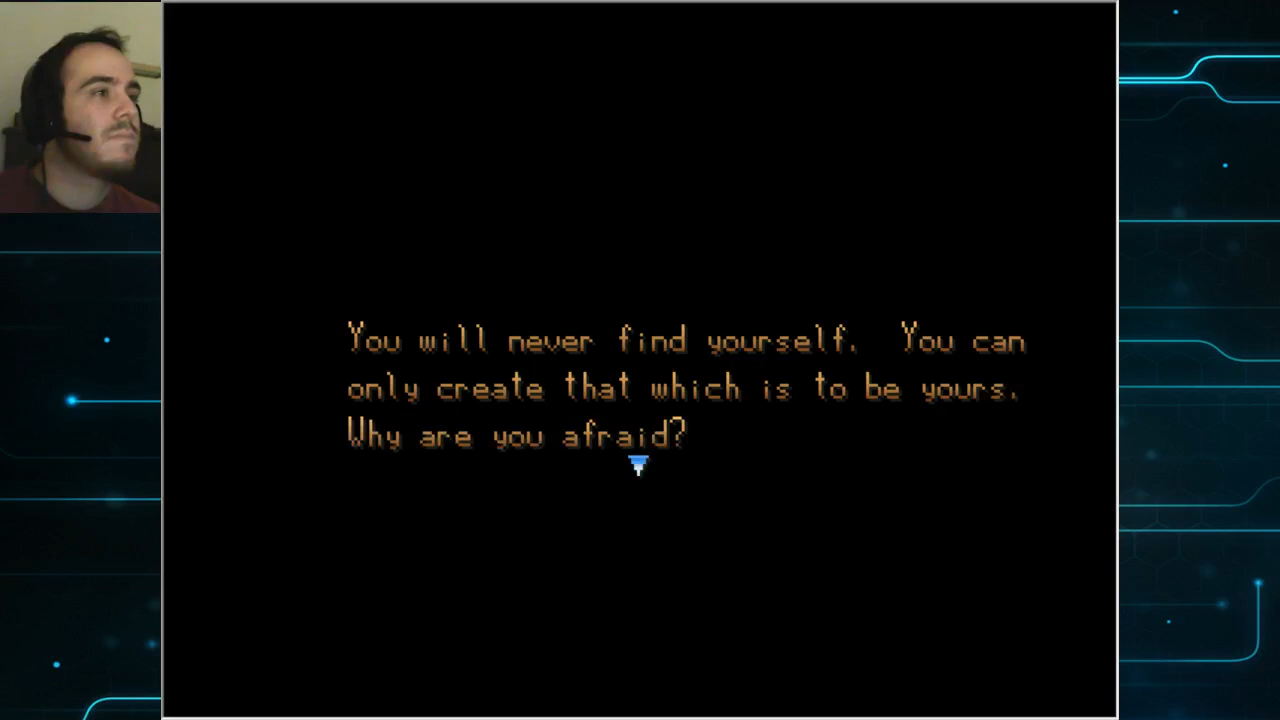 You will never find yourself.  You can
only create that which is to be yours.
Why are you afraid?